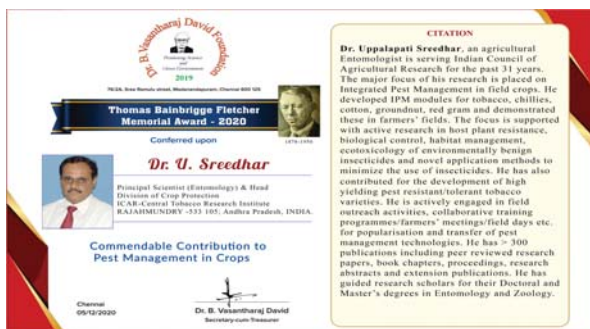 Dr. B. Vasantharaj David Foundation
Promoting Science
and Green Environment
2019
Thomas Bainbrigge Fletcher
Memorial Award - 2020
1878-1950
Conferred upon
Dr. U. Sreedhar
Principal Scientist (Entomology) & Head
Division of Crop Protection
ICAR-Central Tobacco Research Institute
RAJAHMUNDRY -533 105; Andhra Pradesh, INDIA.
Commendable Contribution to
Pest Management in Crops
Chennai
05/12/2020
Dr. B. Vasantharaj David
Secretary-cum-Treasurer
CITATION
Dr. Uppalapati Sreedhar, an agricultural
Entomologist is serving Indian Council of
Agricultural Research for the past 31 years.
The major focus of his research is placed on
Integrated Pest Management in field crops. He
developed IPM modules for tobacco, chillies,
cotton, groundnut, red gram and demonstrated
these in farmers' fields. The focus is supported
with active research in host plant resistance,
biological control, habitat management,
ecotoxicology of environmentally benign
insecticides and novel application methods to
minimize the use of insecticides. He has also
contributed for the development of high
yielding pest resistant/tolerant tobacco
varieties. He is actively engaged in field
outreach activities, collaborative training
programmes/farmers' meetings/field days etc.
for popularisation and transfer of pest
management technologies. He has > 300
publications including peer reviewed research
papers, book chapters, proceedings, research
abstracts and extension publications. He has
guided research scholars for their Doctoral and
Master's degrees in Entomology and Zoology.